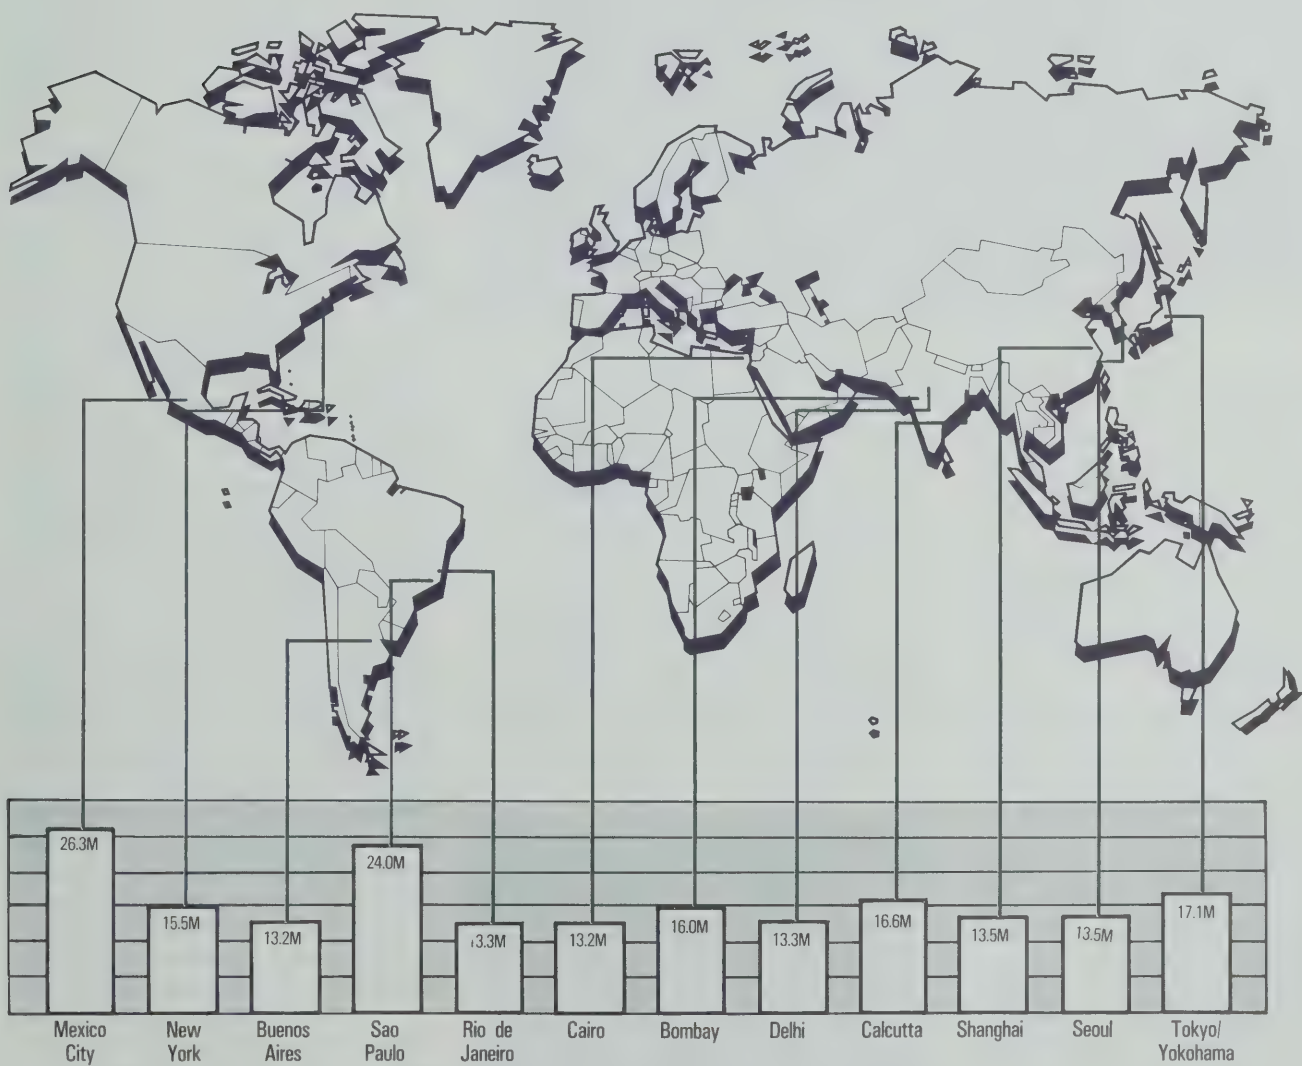 26.3M
15.5M
13.2M
24.0M
13.3M
13.2M
16.0M
13.3M
16.6M
13.5M
13.5M
17.1M
Mexico
City
New
York
Buenos
Aires
Sao
Paulo
Rio de
Janeiro
Cairo
Bombay
Delhi
Calcutta
Shanghai
Seoul
Tokyo/
Yokohama